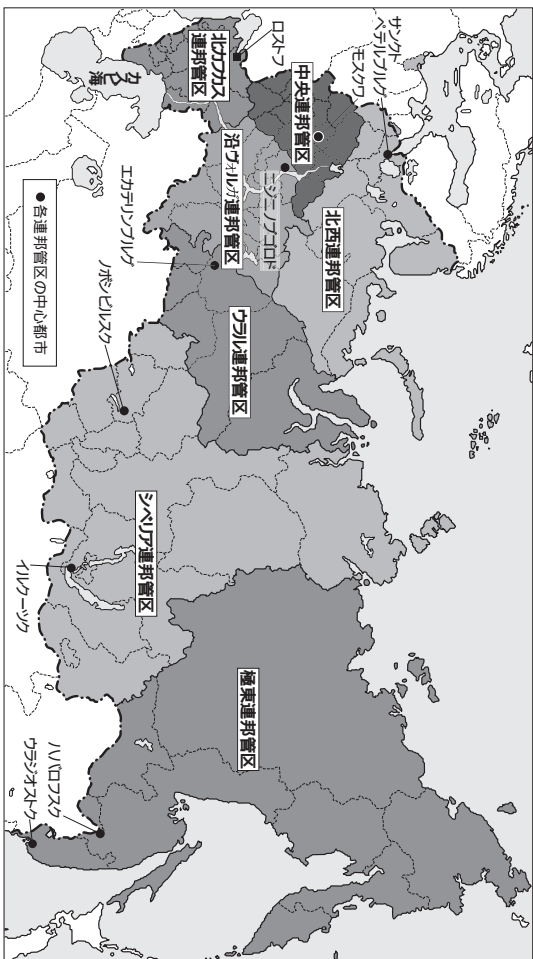 サンクト
ペテルブルグ
モスクワ
ロストフ
中央連邦管区
北カフカス
連邦管区
カスピ
海
北西連邦管区
ニジニノブゴロド
沿ヴォルガ連邦管区
エカテリンブルグ
ウラル連邦管区
ノボシビルスク
シベリア連邦管区
イルクーツク
極東連邦管区
ハバロフスク
ウラジオストク
●各連邦管区の中心都市